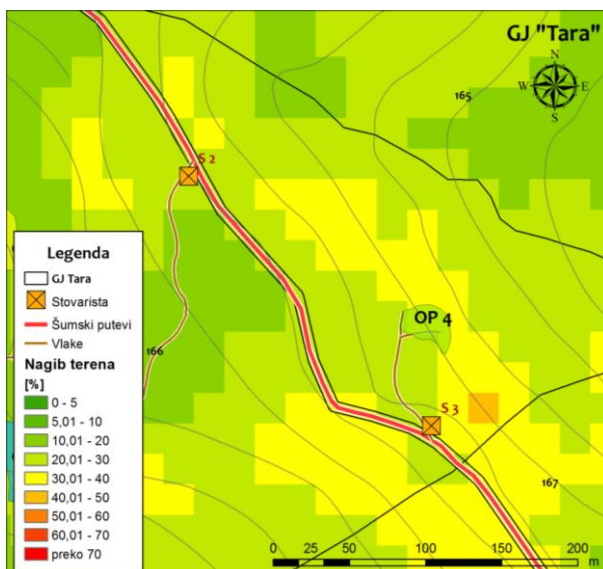 GJ "Tara"
N
W E
S
165
S 2
Legenda
GJ Tara
Stovarista
Šumski putevi
Vlake
Nagib terena
[%]
0 - 5
5,01 - 10
10,01 - 20
20,01 - 30
30,01 - 40
40,01 - 50
50,01 - 60
60,01 - 70
preko 70
166
OP 4
S 3
167
0 25 50 100 150 200
m